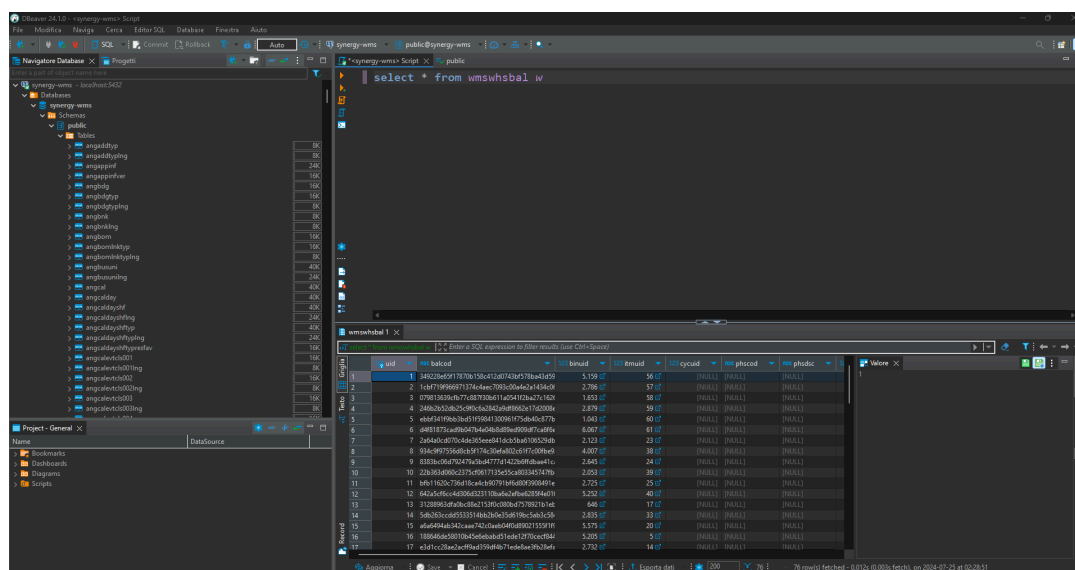 DBeaver 24.1.0 - <synergy-wms> Script
File Modifica Naviga Cerca Editor SQL Database Finestra Aiuto
SQL Commit Rollback Auto synergy-wms public@synergy-wms
Navigatore Database Progetti
*<synergy-wms> Script public
Enter a part of object name here
select * from wmswhsbal w
synergy-wms - localhost:5432
Databases
synergy-wms
Schemas
public
Tables
angaddtyp 8K
angaddtyplng 8K
angappinf 24K
angappinfver 16K
angbdg 16K
angbdgtyp 16K
angbdgtyplng 8K
angbnk 8K
angbnklng 8K
angbom 16K
angbomlnktyp 16K
angbomlnktyplng 8K
angbusuni 40K
angbusunilng 24K
angcal 40K
angcalday 40K
angcaldayshf 40K
angcaldayshflng 24K
angcaldayshftyp 40K
angcaldayshftyplng 24K
angcaldayshftypresfav 16K
angcalevtcls001 16K
angcalevtcls001lng 8K
angcalevtcls002 16K
angcalevtcls002lng 8K
angcalevtcls003 16K
angcalevtcls003lng 8K
Project - General
Name DataSource
Bookmarks
Dashboards
Diagrams
Scripts
wmswhsbal 1
select * from wmswhsbal w Enter a SQL expression to filter results (use Ctrl+Space)
Griglia
Testo
Record
uid balcod binuid itmuid cycuid phscod phsdsc
1 1 5.159 56 [NULL] [NULL] [NULL]
2 2 2.786 57 [NULL] [NULL] [NULL]
3 3 1.653 58 [NULL] [NULL] [NULL]
4 4 2.879 59 [NULL] [NULL] [NULL]
5 5 1.043 60 [NULL] [NULL] [NULL]
6 6 6.067 61 [NULL] [NULL] [NULL]
7 7 2.123 23 [NULL] [NULL] [NULL]
8 8 4.007 38 [NULL] [NULL] [NULL]
9 9 2.645 24 [NULL] [NULL] [NULL]
10 10 2.053 39 [NULL] [NULL] [NULL]
11 11 2.725 25 [NULL] [NULL] [NULL]
12 12 5.252 40 [NULL] [NULL] [NULL]
13 13 646 17 [NULL] [NULL] [NULL]
14 14 2.835 33 [NULL] [NULL] [NULL]
15 15 5.575 20 [NULL] [NULL] [NULL]
16 16 5.205 5 [NULL] [NULL] [NULL]
17 17 2.732 14 [NULL] [NULL] [NULL]
Valore
1
Aggiorna Save Cancel Esporta dati 200 76 76 row(s) fetched - 0,012s (0,003s fetch), on 2024-07-25 at 02:28:51